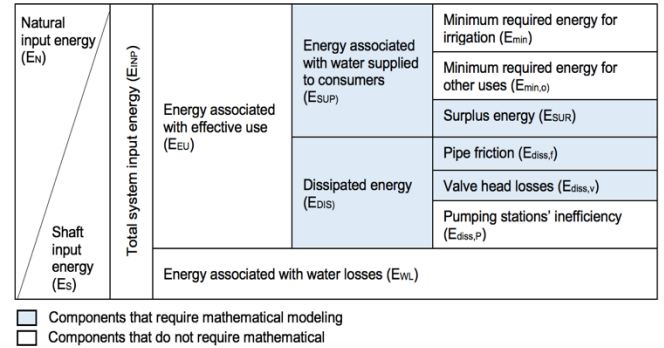 Natural
input energy
(EN)
Shaft
input
energy
(ES)
Total system input energy (EINP)
Energy associated
with effective use
(EEU)
Energy associated
with water supplied
to consumers
(ESUP)
Dissipated energy
(EDIS)
Minimum required energy for
irrigation (Emin)
Minimum required energy for
other uses (Emin,o)
Surplus energy (ESUR)
Pipe friction (Ediss,f)
Valve head losses (Ediss,v)
Pumping stations' inefficiency
(Ediss,P)
Energy associated with water losses (EWL)
Components that require mathematical modeling
Components that do not require mathematical